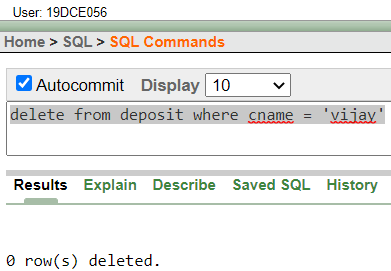 User: 19DCE056
Home > SQL > SQL Commands
Autocommit Display 10
delete from deposit where cname = 'vijay'
Results Explain Describe Saved SQL History
0 row(s) deleted.